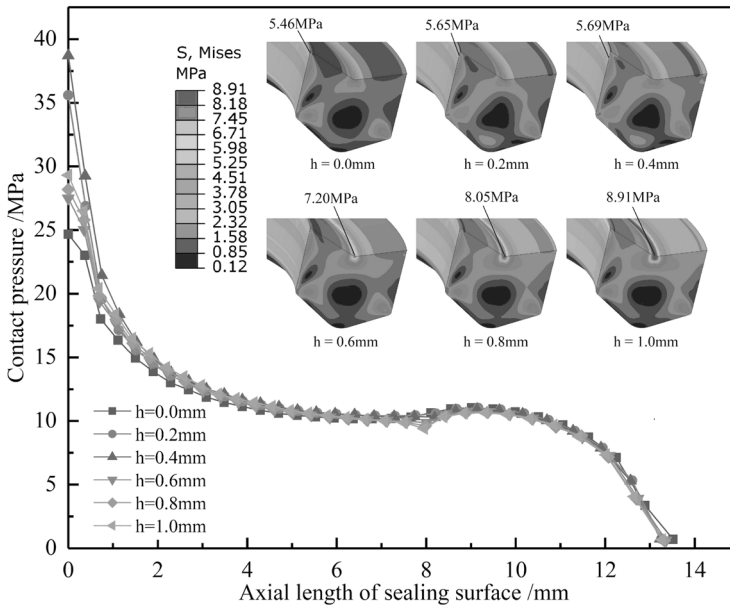 5.46MPa
5.65MPa
5.69MPa
S, Mises
MPa
8.91
8.18
7.45
6.71
5.98
5.25
4.51
3.78
3.05
2.32
1.58
0.85
0.12
h = 0.0mm
h = 0.2mm
h = 0.4mm
7.20MPa
8.05MPa
8.91MPa
h = 0.6mm
h = 0.8mm
h = 1.0mm
Contact pressure /MPa
40
35
30
25
20
15
10
5
0
h=0.0mm
h=0.2mm
h=0.4mm
h=0.6mm
h=0.8mm
h=1.0mm
0 2 4 6 8 10 12 14
Axial length of sealing surface /mm